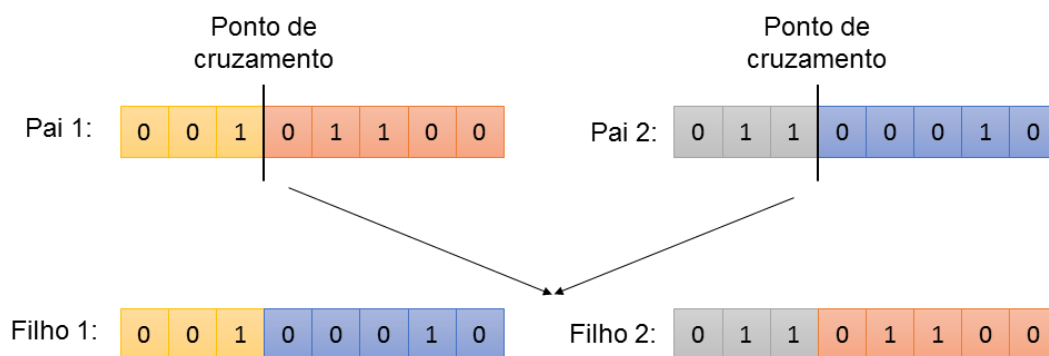 Ponto de
cruzamento
Ponto de
cruzamento
Pai 1: 0 0 1 0 1 1 0 0
Pai 2: 0 1 1 0 0 0 1 0
Filho 1: 0 0 1 0 0 0 1 0
Filho 2: 0 1 1 0 1 1 0 0